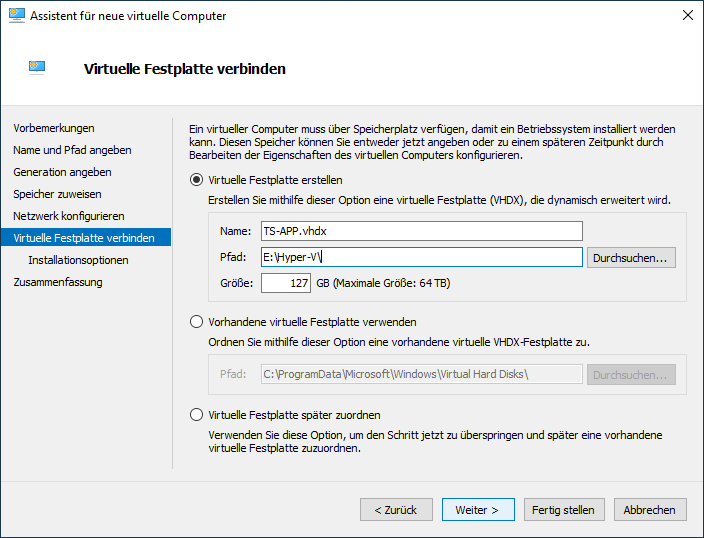 Assistent für neue virtuelle Computer
Virtuelle Festplatte verbinden
Vorbemerkungen
Name und Pfad angeben
Generation angeben
Speicher zuweisen
Netzwerk konfigurieren
Virtuelle Festplatte verbinden
Installationsoptionen
Zusammenfassung
Ein virtueller Computer muss über Speicherplatz verfügen, damit ein Betriebssystem installiert werden
kann. Diesen Speicher können Sie entweder jetzt angeben oder zu einem späteren Zeitpunkt durch
Bearbeiten der Eigenschaften des virtuellen Computers konfigurieren.
Virtuelle Festplatte erstellen
Erstellen Sie mithilfe dieser Option eine virtuelle Festplatte (VHDX), die dynamisch erweitert wird.
Name: TS-APP.vhdx
Pfad: E:\Hyper-V\ Durchsuchen...
Größe: 127 GB (Maximale Größe: 64 TB)
Vorhandene virtuelle Festplatte verwenden
Ordnen Sie mithilfe dieser Option eine vorhandene virtuelle VHDX-Festplatte zu.
Pfad: C:\ProgramData\Microsoft\Windows\Virtual Hard Disks\ Durchsuchen...
Virtuelle Festplatte später zuordnen
Verwenden Sie diese Option, um den Schritt jetzt zu überspringen und später eine vorhandene
virtuelle Festplatte zuzuordnen.
< Zurück Weiter > Fertig stellen Abbrechen